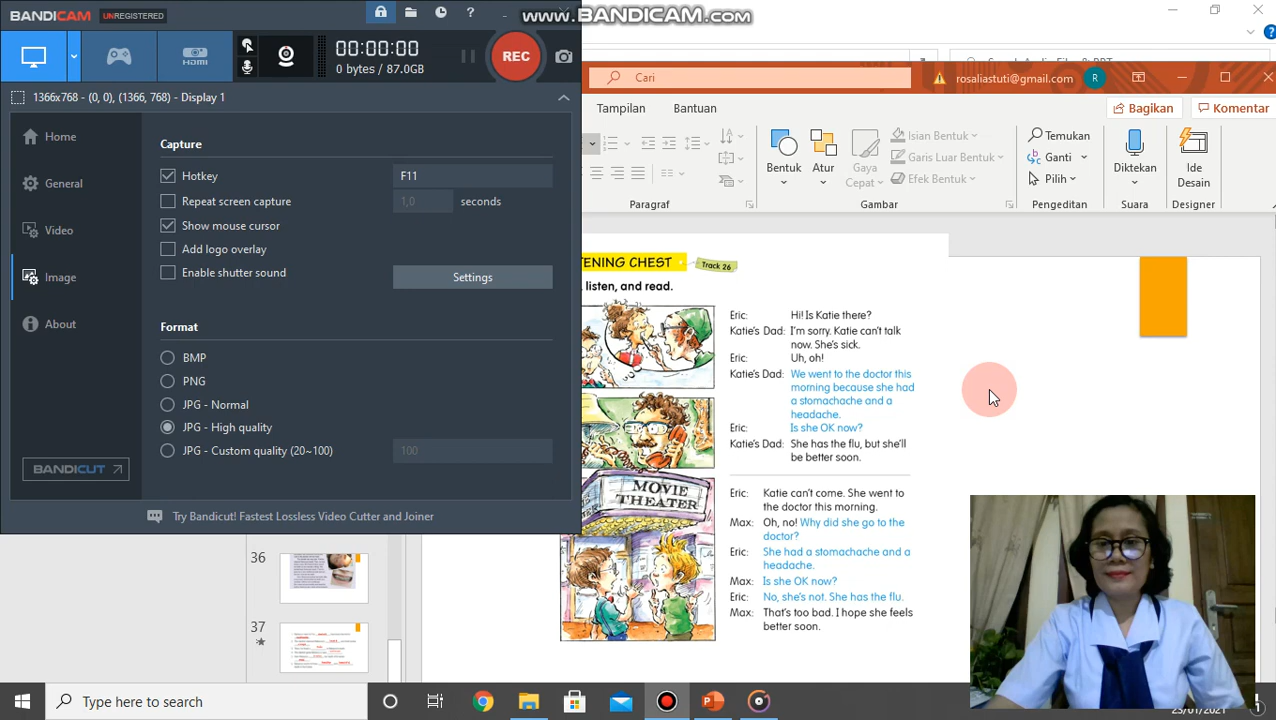 BANDICAM UNREGISTERED
www.BANDICAM.com
HDMI
00:00:00
0 bytes / 87.0GB
REC
1366x768 - (0, 0), (1366, 768) - Display 1
Home
General
Video
Image
About
BANDICUT
Capture
Hotkey F11
Repeat screen capture 1,0 seconds
Show mouse cursor
Add logo overlay
Enable shutter sound
Settings
Format
BMP
PNG
JPG - Normal
JPG - High quality
JPG - Custom quality (20~100) 100
Try Bandicut! Fastest Lossless Video Cutter and Joiner
Cari
rosaliastuti@gmail.com R
Tampilan Bantuan
Bagikan Komentar
Bentuk
Atur
Gaya Cepat
Isian Bentuk
Garis Luar Bentuk
Efek Bentuk
Temukan
Ganti
Pilih
Diktekan
Ide Desain
Paragraf Gambar Pengeditan Suara Designer
TENING CHEST Track 26
, listen, and read.
Eric: Hi! Is Katie there?
Katie's Dad: I'm sorry. Katie can't talk
now. She's sick.
Eric: Uh, oh!
Katie's Dad: We went to the doctor this
morning because she had
a stomachache and a
headache.
Eric: Is she OK now?
Katie's Dad: She has the flu, but she'll
be better soon.
MOVIE
THEATER
Eric: Katie can't come. She went to
the doctor this morning.
Max: Oh, no! Why did she go to the
doctor?
Eric: She had a stomachache and a
headache.
Max: Is she OK now?
Eric: No, she's not. She has the flu.
Max: That's too bad. I hope she feels
better soon.
36
37
Type here to search
23/01/2021